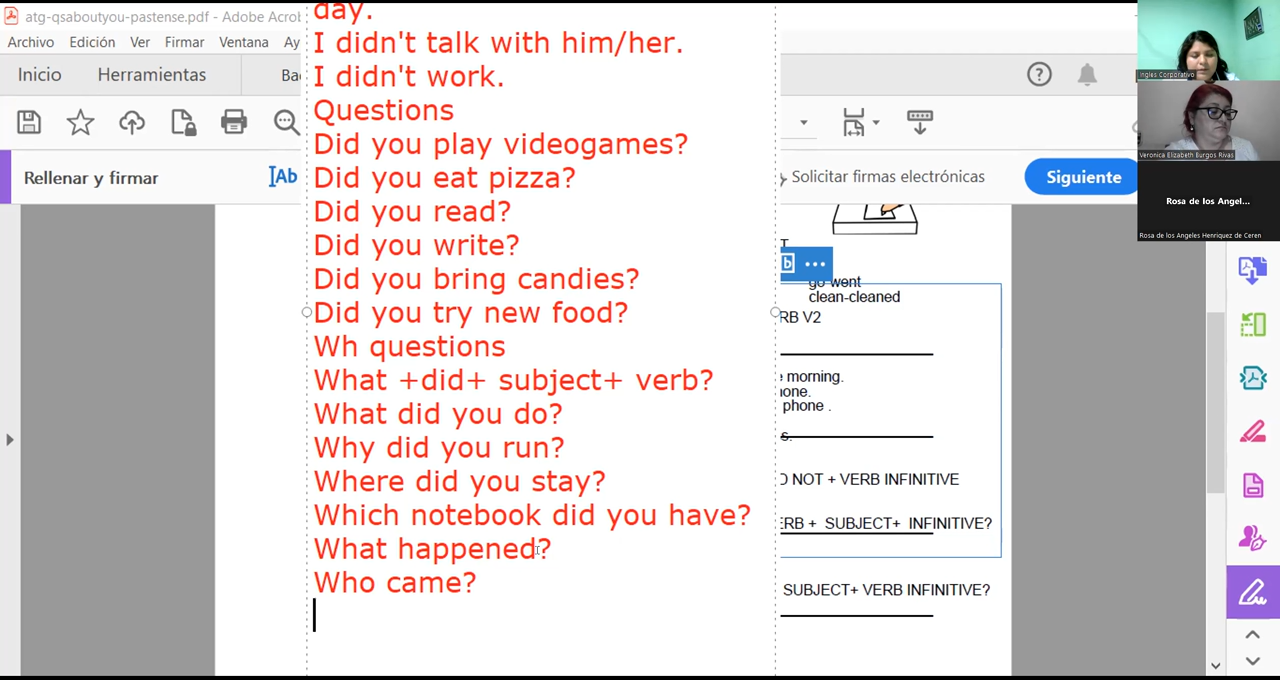 atg-qsaboutyou-pastense.pdf - Adobe Acrob
Archivo Edición Ver Firmar Ventana Ay
Inicio Herramientas Ba
Rellenar y firmar
Ab
Solicitar firmas electrónicas
Siguiente
day.
I didn't talk with him/her.
I didn't work.
Questions
Did you play videogames?
Did you eat pizza?
Did you read?
Did you write?
Did you bring candies?
Did you try new food?
Wh questions
What +did+ subject+ verb?
What did you do?
Why did you run?
Where did you stay?
Which notebook did you have?
What happened?
Who came?
go went
clean-cleaned
RB V2
e morning.
phone .
s.
O NOT + VERB INFINITIVE
ERB + SUBJECT+ INFINITIVE?
SUBJECT+ VERB INFINITIVE?
Ingles Corporativo
Veronica Elizabeth Burgos Rivas
Rosa de los Angel...
Rosa de los Angeles Henriquez de Ceren